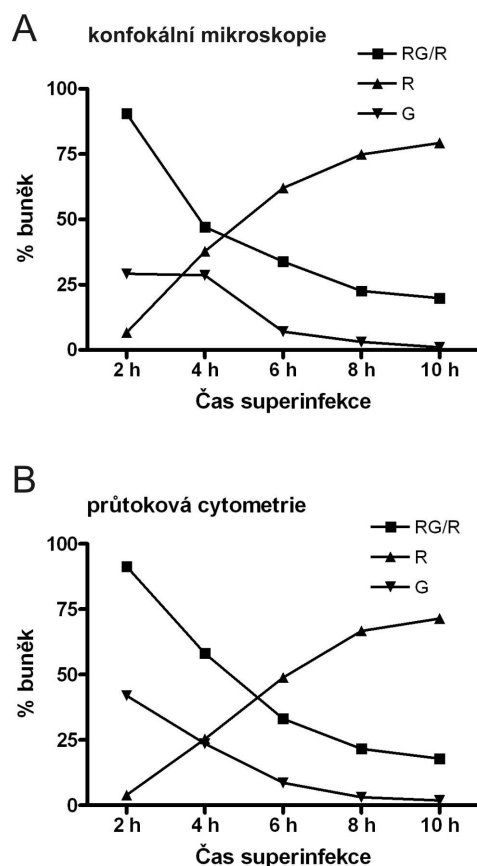 A
konfokální mikroskopie
RG/R
R
G
100
75
50
25
0
% buněk
2 h 4 h 6 h 8 h 10 h
Čas superinfekce
B
průtoková cytometrie
RG/R
R
G
100
75
50
25
0
% buněk
2 h 4 h 6 h 8 h 10 h
Čas superinfekce